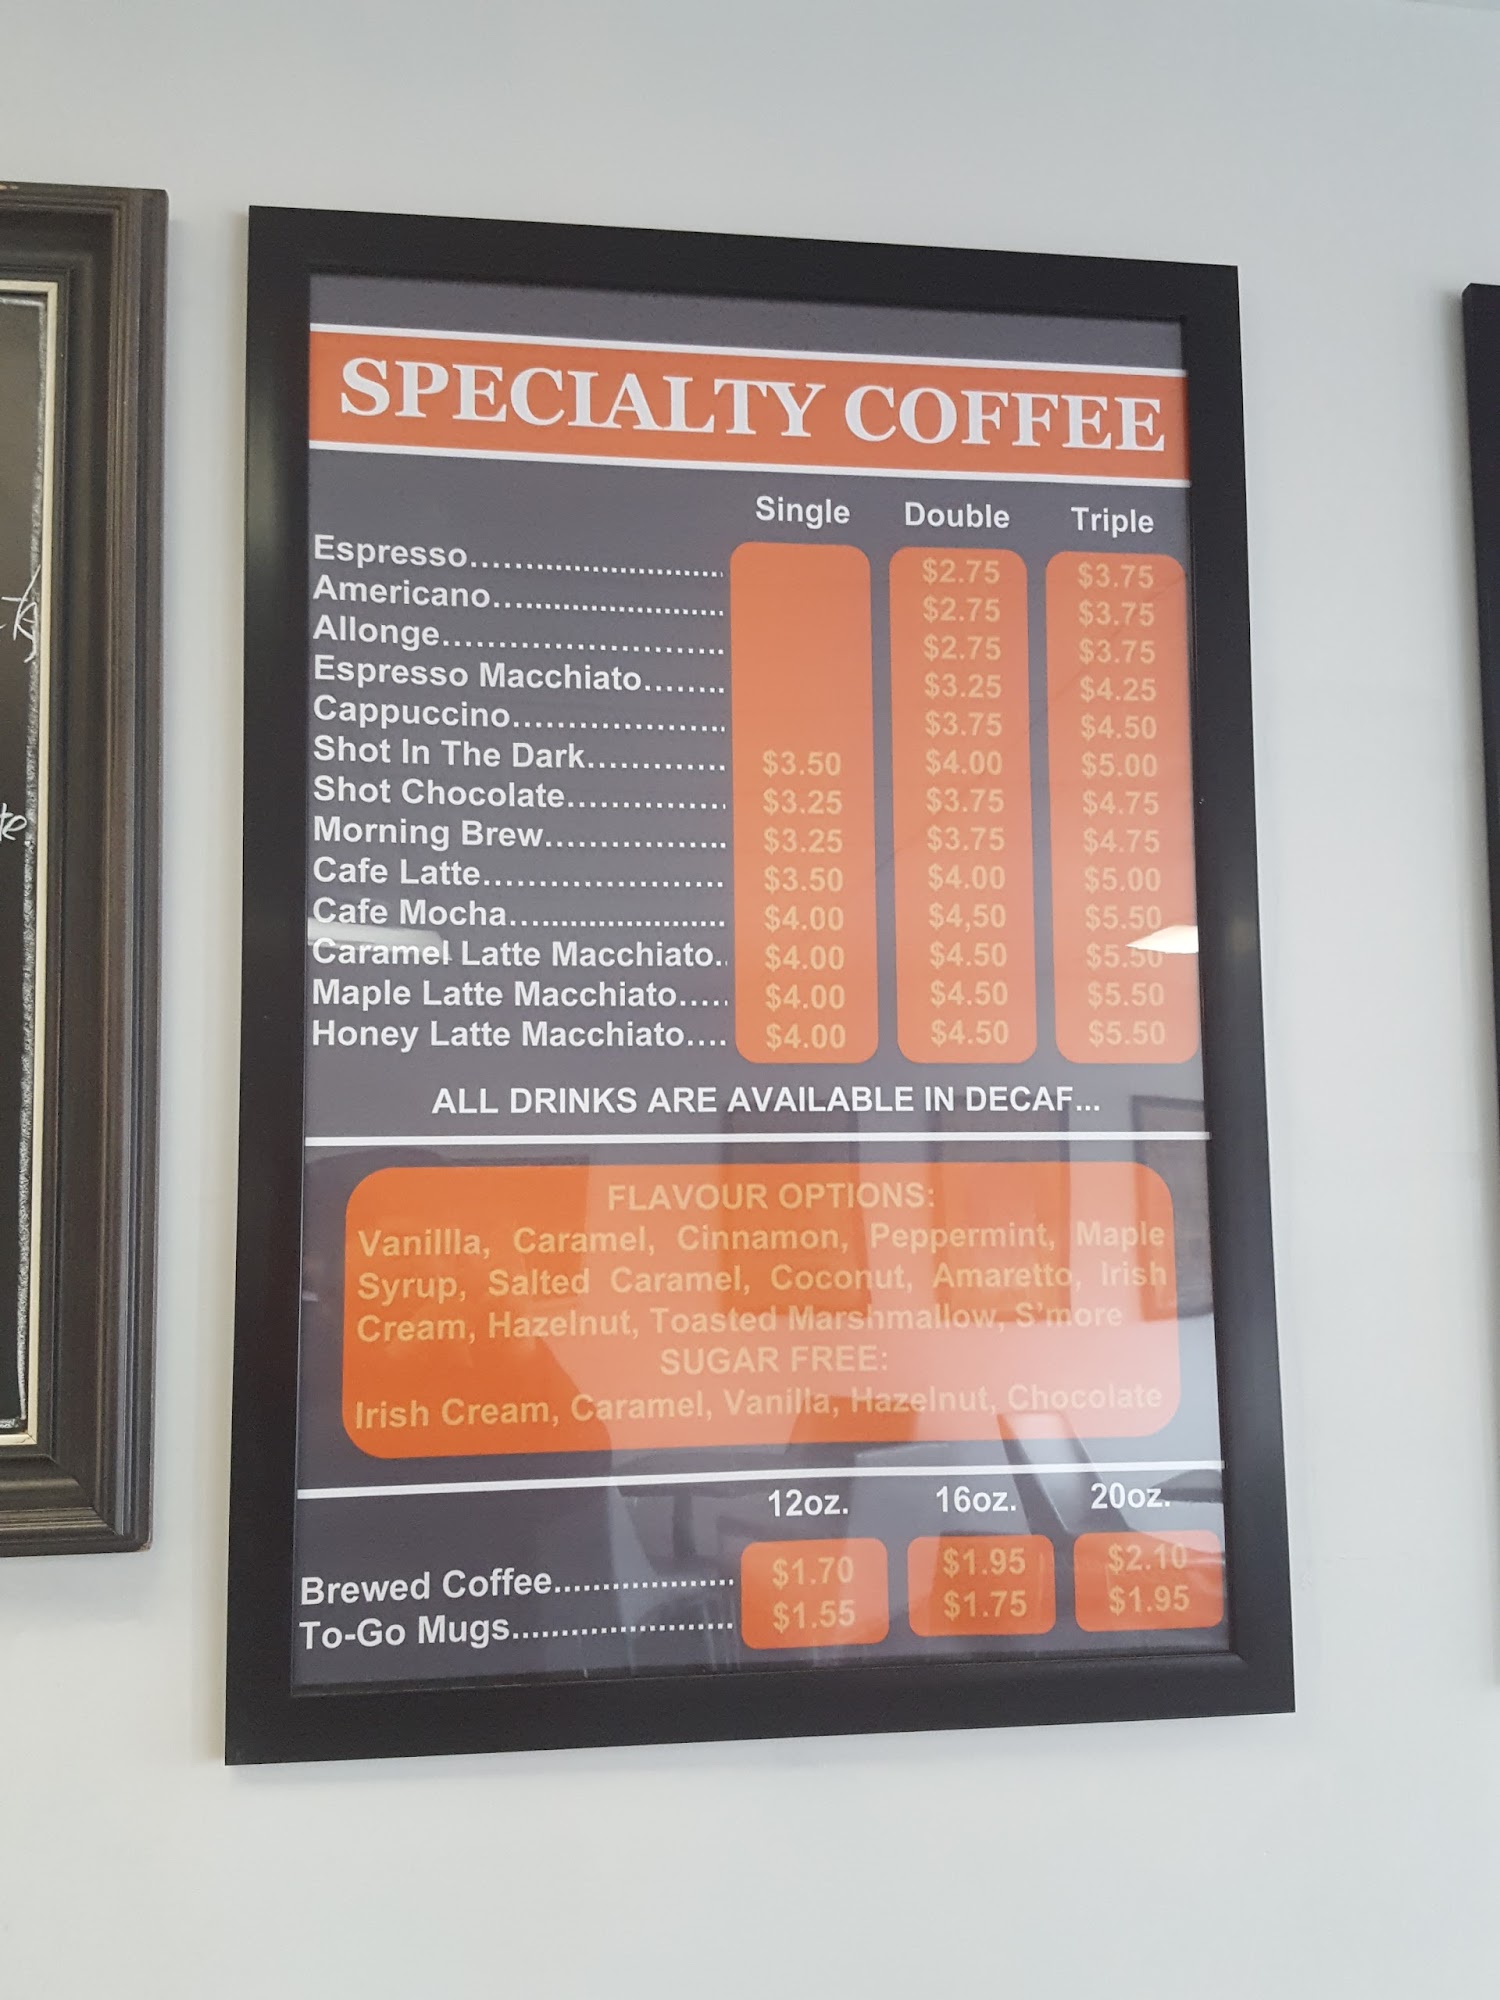 SPECIALTY COFFEE
Single Double Triple
Espresso.............................. $2.75 $3.75
Americano............................ $2.75 $3.75
Allonge................................. $2.75 $3.75
Espresso Macchiato........ $3.25 $4.25
Cappuccino....................... $3.75 $4.50
Shot In The Dark............. $3.50 $4.00 $5.00
Shot Chocolate............... $3.25 $3.75 $4.75
Morning Brew................. $3.25 $3.75 $4.75
Cafe Latte....................... $3.50 $4.00 $5.00
Cafe Mocha........................ $4.00 $4,50 $5.50
Caramel Latte Macchiato.. $4.00 $4.50 $5.50
Maple Latte Macchiato..... $4.00 $4.50 $5.50
Honey Latte Macchiato.... $4.00 $4.50 $5.50
ALL DRINKS ARE AVAILABLE IN DECAF...
FLAVOUR OPTIONS:
Vanillla, Caramel, Cinnamon, Peppermint, Maple
Syrup, Salted Caramel, Coconut, Amaretto, Irish
Cream, Hazelnut, Toasted Marshmallow, S'more
SUGAR FREE:
Irish Cream, Caramel, Vanilla, Hazelnut, Chocolate
12oz. 16oz. 20oz.
Brewed Coffee...................... $1.70 $1.95 $2.10
To-Go Mugs.......................... $1.55 $1.75 $1.95